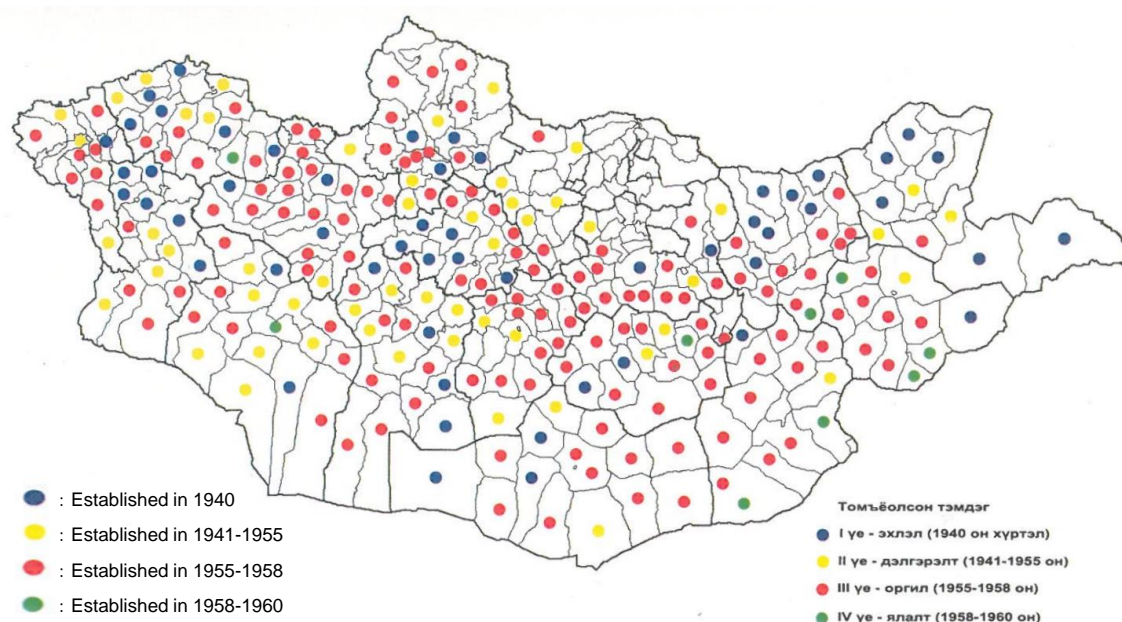 : Established in 1940
: Established in 1941-1955
: Established in 1955-1958
: Established in 1958-1960
Томъёолсон тэмдэг
I үе - эхлэл (1940 он хүртэл)
II үе - дэлгэрэлт (1941-1955 он)
III үе - оргил (1955-1958 он)
IV үе - ялалт (1958-1960 он)